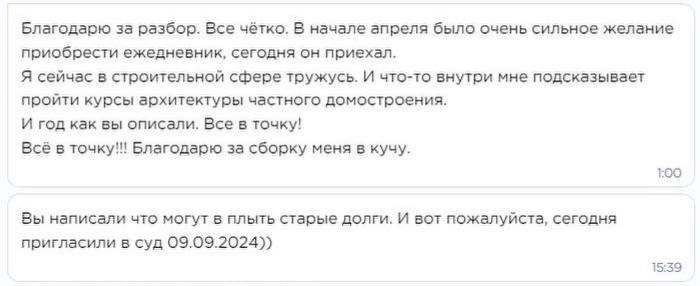 Благодарю за разбор. Все чётко. В начале апреля было очень сильное желание
приобрести ежедневник, сегодня он приехал.
Я сейчас в строительной сфере тружусь. И что-то внутри мне подсказывает
пройти курсы архитектуры частного домостроения.
И год как вы описали. Все в точку!
Всё в точку!!! Благодарю за сборку меня в кучу.
1:00
Вы написали что могут в плыть старые долги. И вот пожалуйста, сегодня
пригласили в суд 09.09.2024))
15:39